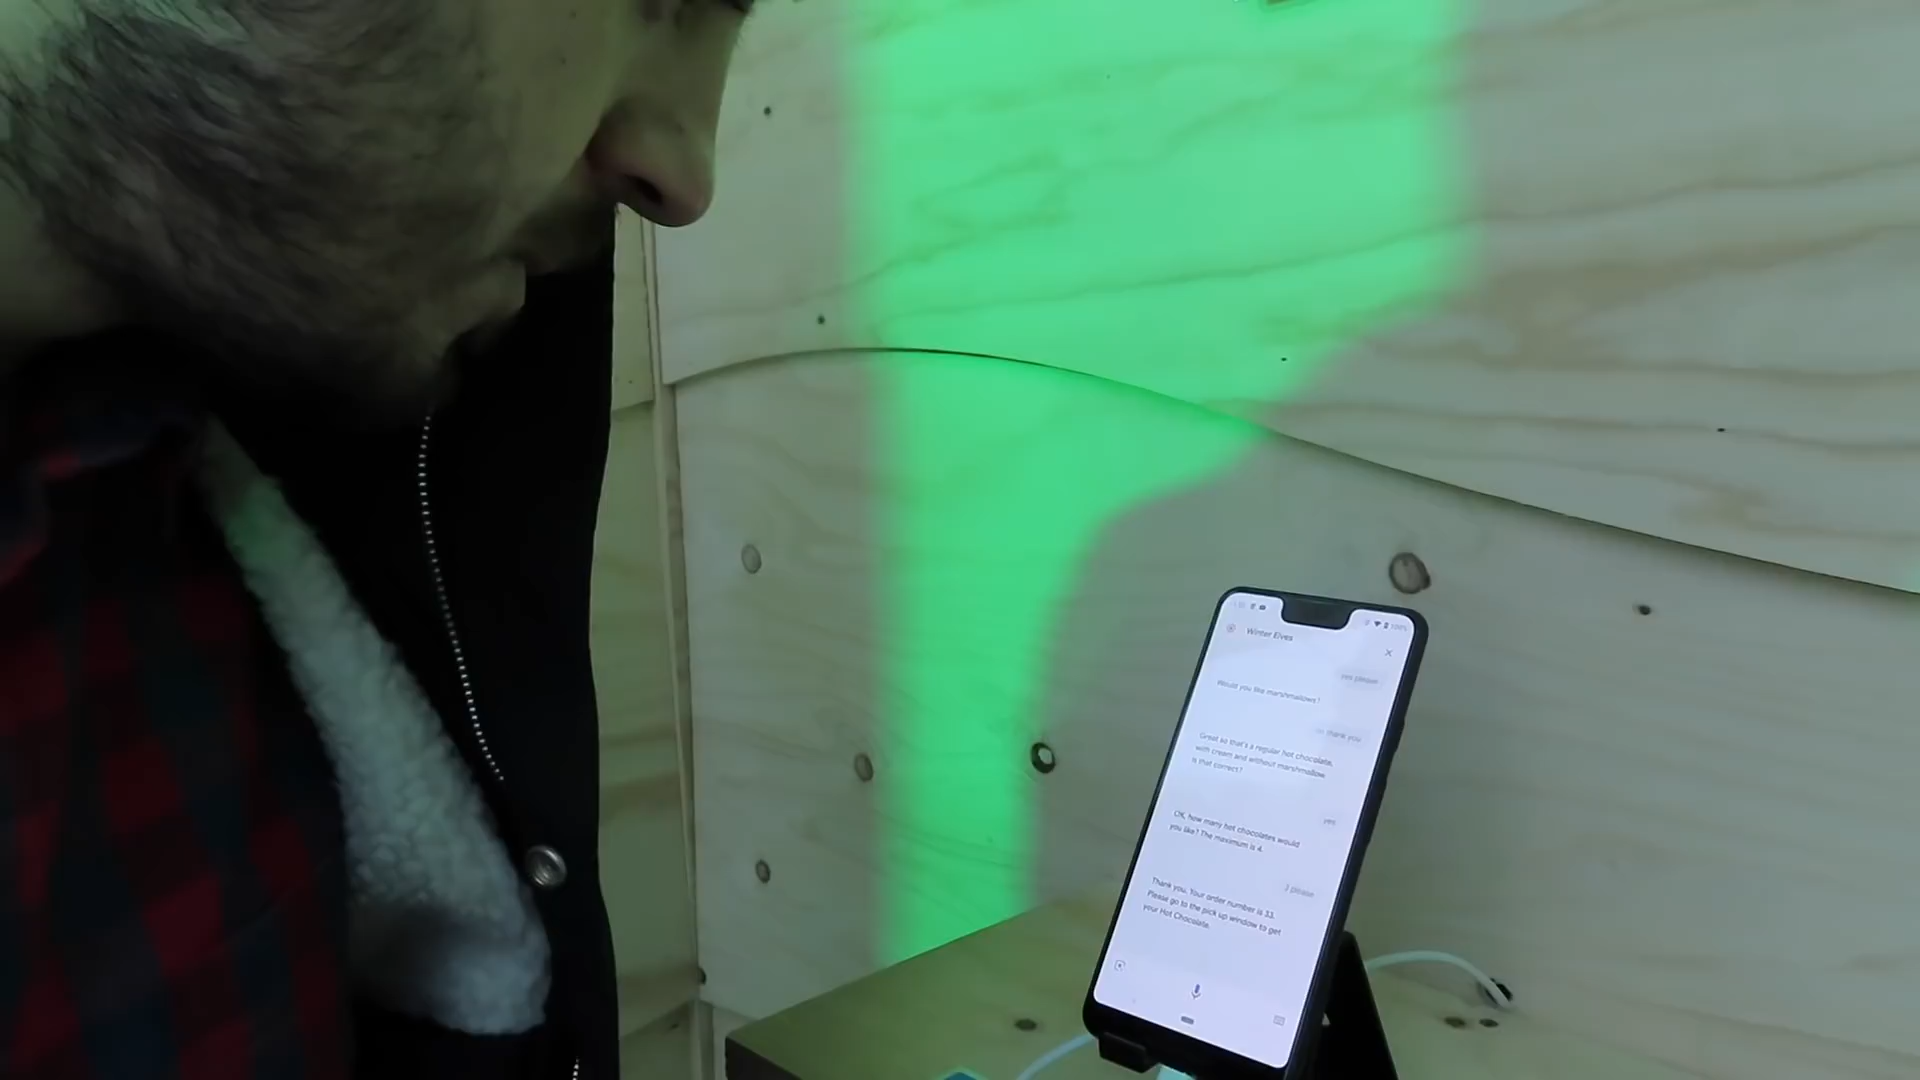 100%
Winter Elves
yes please
Would you like marshmallows?
no thank you
Great so that's a regular hot chocolate,
with cream and without marshmallow
is that correct?
yes
OK, how many hot chocolates would
you like? The maximum is 4.
3 please
Thank you. Your order number is 33.
Please go to the pick up window to get
your Hot Chocolate.